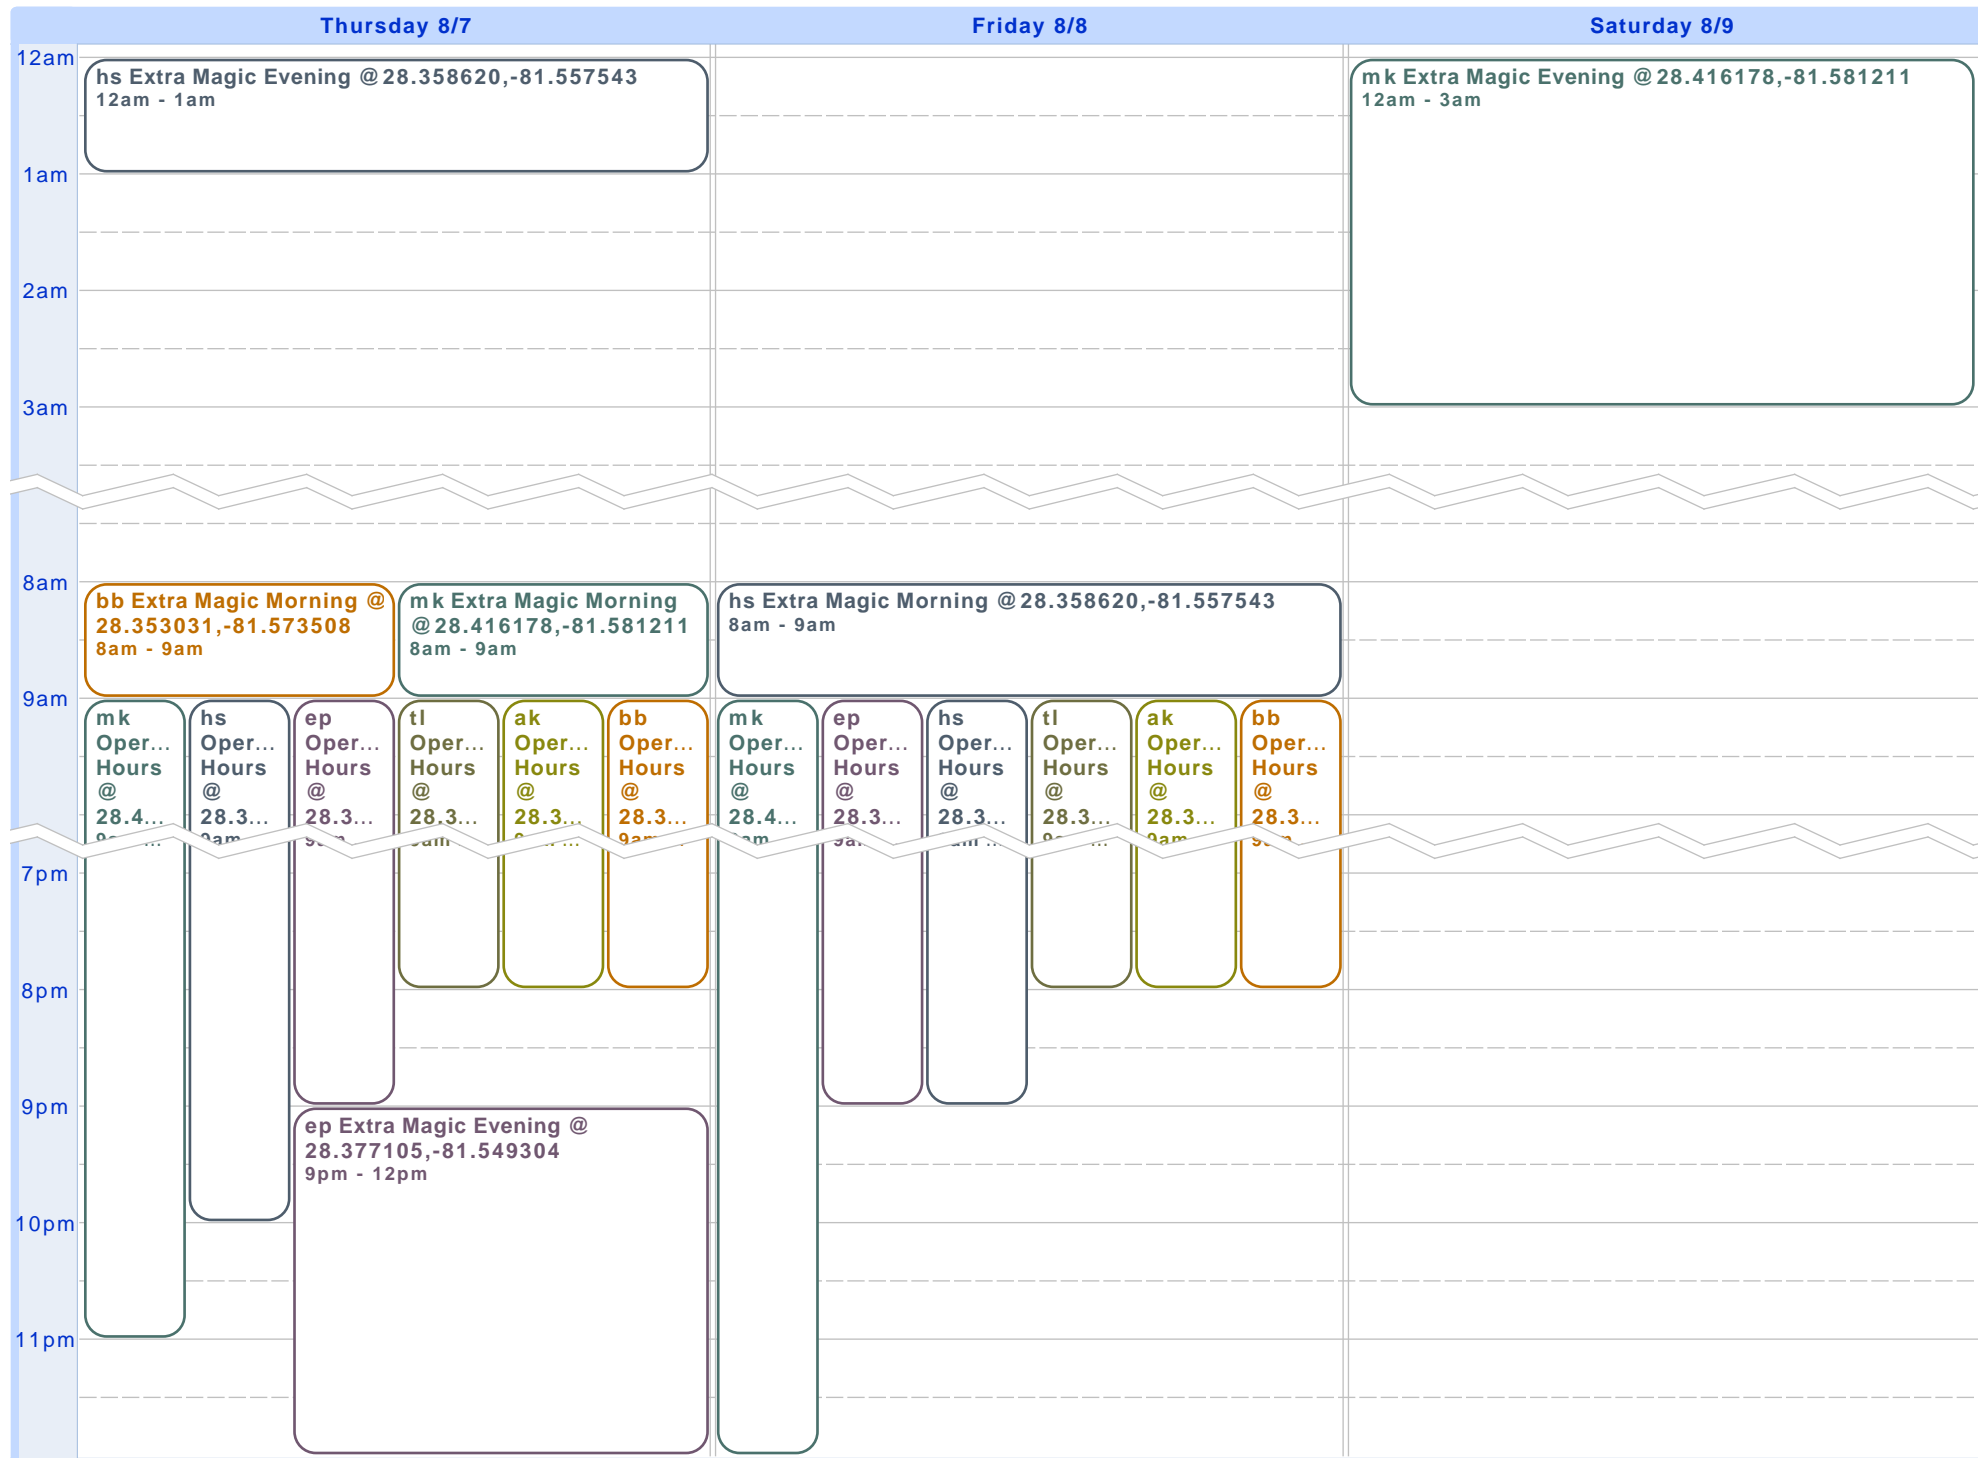 Thursday 8/7
Friday 8/8
Saturday 8/9
12am
hs Extra Magic Evening @28.358620,-81.557543
12am - 1am
mk Extra Magic Evening @28.416178,-81.581211
12am - 3am
1am
2am
3am
8am
bb Extra Magic Morning @
28.353031,-81.573508
8am - 9am
mk Extra Magic Morning
@28.416178,-81.581211
8am - 9am
hs Extra Magic Morning @28.358620,-81.557543
8am - 9am
9am
mk
Oper...
Hours
@
28.4...
hs
Oper...
Hours
@
28.3...
9am
ep
Oper...
Hours
@
28.3...
tl
Oper...
Hours
@
28.3...
ak
Oper...
Hours
@
28.3...
bb
Oper...
Hours
@
28.3...
9am
mk
Oper...
Hours
@
28.4...
ep
Oper...
Hours
@
28.3...
hs
Oper...
Hours
@
28.3...
tl
Oper...
Hours
@
28.3...
ak
Oper...
Hours
@
28.3...
9am
bb
Oper...
Hours
@
28.3...
7pm
8pm
9pm
ep Extra Magic Evening @
28.377105,-81.549304
9pm - 12pm
10pm
11pm